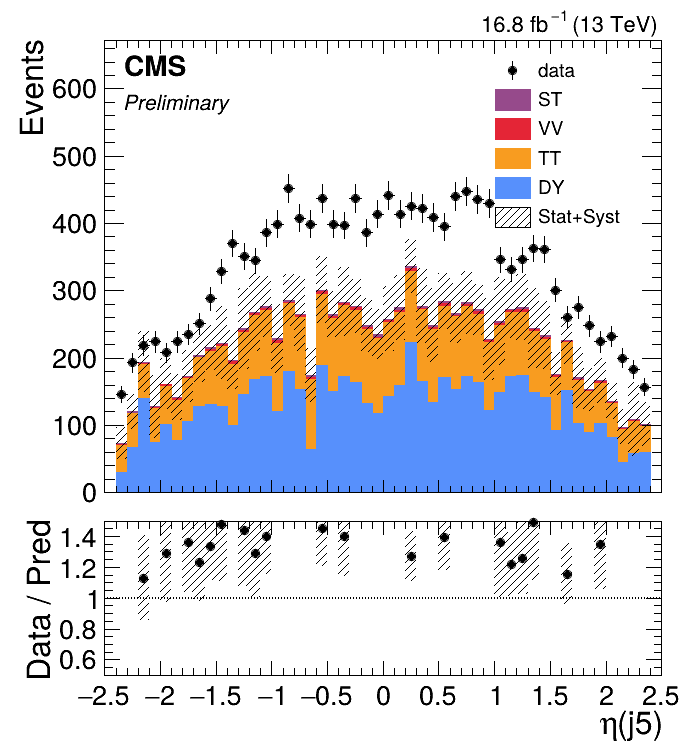 16.8 fb⁻¹ (13 TeV)
CMS
Preliminary
data
ST
VV
TT
DY
Stat+Syst
Events
600
500
400
300
200
100
0
Data / Pred
1.4
1.2
1
0.8
0.6
−2.5 −2 −1.5 −1 −0.5 0 0.5 1 1.5 2 2.5
η(j5)